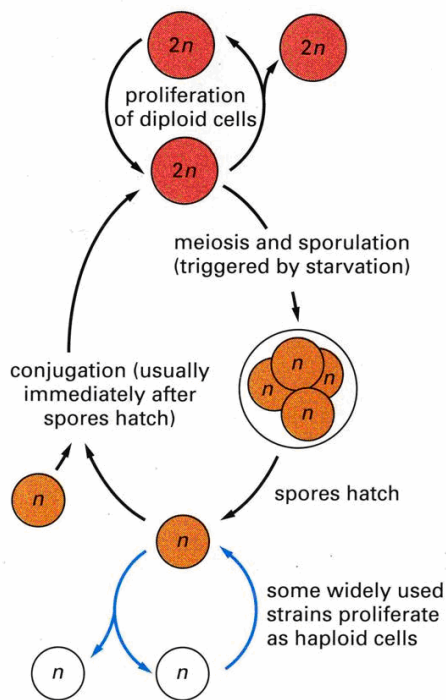 2n
2n
proliferation
of diploid cells
2n
meiosis and sporulation
(triggered by starvation)
n
n
n
n
conjugation (usually
immediately after
spores hatch)
n
spores hatch
n
some widely used
strains proliferate
as haploid cells
n
n